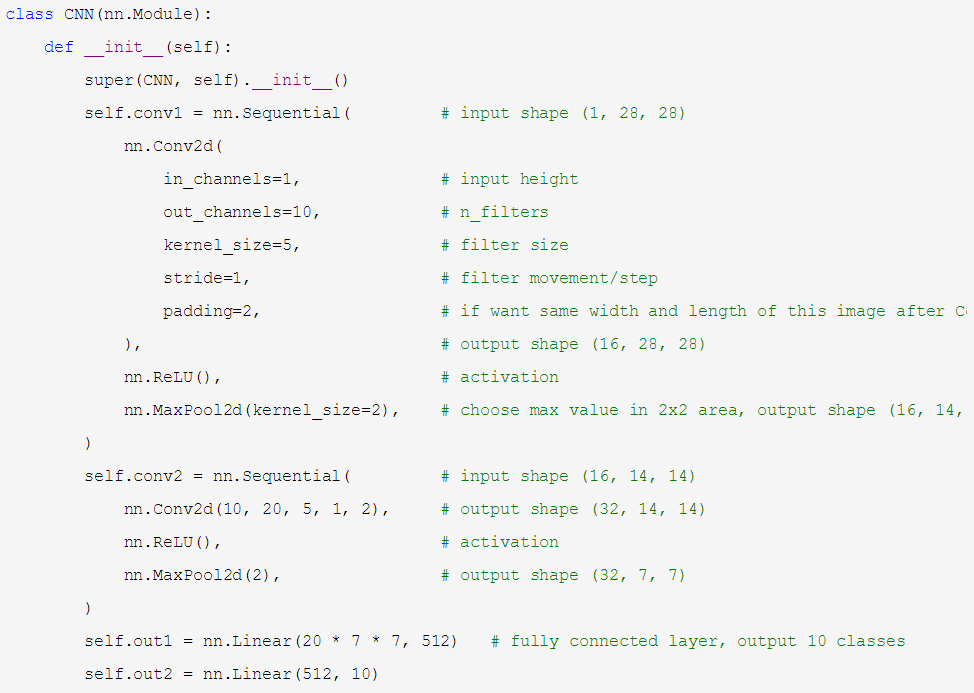 class CNN(nn.Module):
    def __init__(self):
        super(CNN, self).__init__()
        self.conv1 = nn.Sequential(         # input shape (1, 28, 28)
            nn.Conv2d(
                in_channels=1,              # input height
                out_channels=10,            # n_filters
                kernel_size=5,              # filter size
                stride=1,                   # filter movement/step
                padding=2,                  # if want same width and length of this image after
            ),                              # output shape (16, 28, 28)
            nn.ReLU(),                      # activation
            nn.MaxPool2d(kernel_size=2),    # choose max value in 2x2 area, output shape (16, 14,
        )
        self.conv2 = nn.Sequential(         # input shape (16, 14, 14)
            nn.Conv2d(10, 20, 5, 1, 2),     # output shape (32, 14, 14)
            nn.ReLU(),                      # activation
            nn.MaxPool2d(2),                # output shape (32, 7, 7)
        )
        self.out1 = nn.Linear(20 * 7 * 7, 512)   # fully connected layer, output 10 classes
        self.out2 = nn.Linear(512, 10)